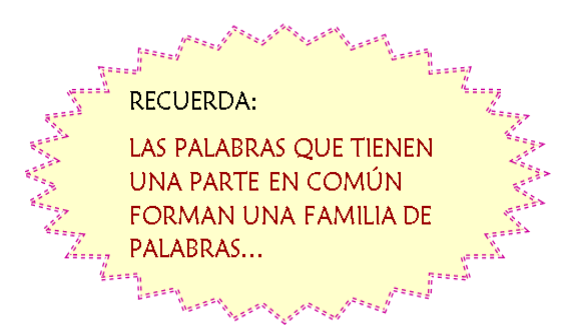 RECUERDA:
LAS PALABRAS QUE TIENEN
UNA PARTE EN COMÚN
FORMAN UNA FAMILIA DE
PALABRAS...